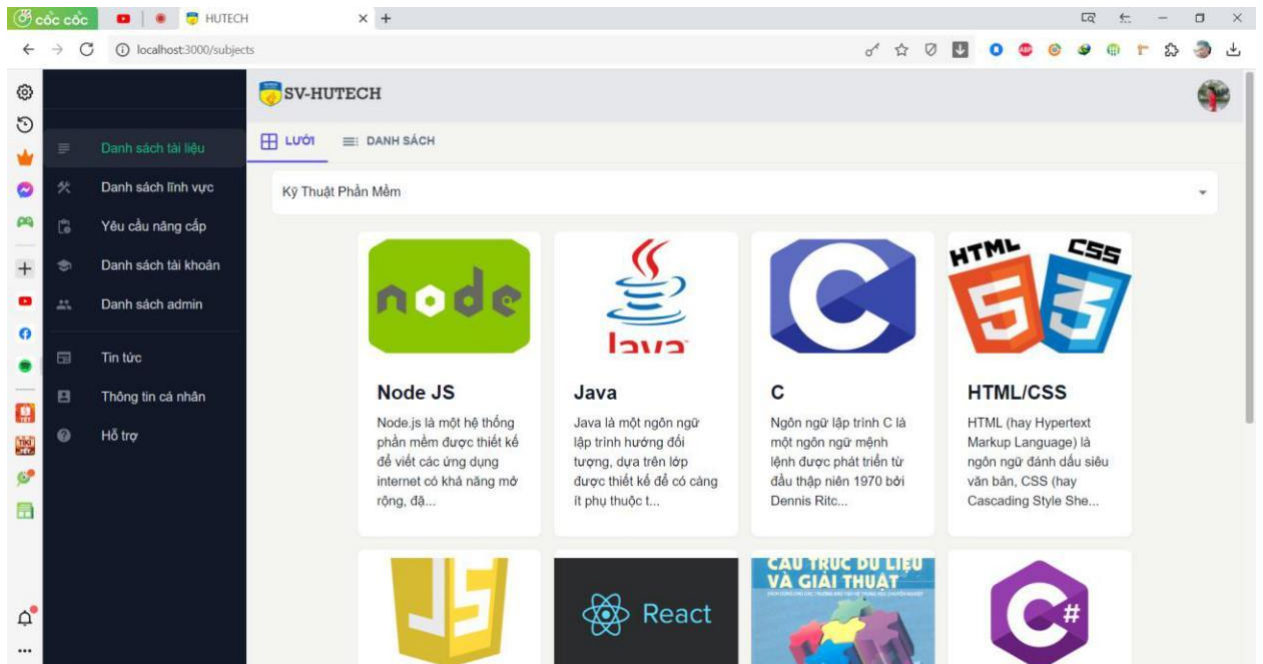 cốc cốc
HUTECH
localhost:3000/subjects
SV-HUTECH
LƯỚI
DANH SÁCH
Danh sách tài liệu
Danh sách lĩnh vực
Yêu cầu nâng cấp
Danh sách tài khoản
Danh sách admin
Tin tức
Thông tin cá nhân
Hỗ trợ
Kỹ Thuật Phần Mềm
node
Node JS
Node.js là một hệ thống
phần mềm được thiết kế
để viết các ứng dụng
internet có khả năng mở
rộng, đặ...
Java
Java
Java là một ngôn ngữ
lập trình hướng đối
tượng, dựa trên lớp
được thiết kế để có càng
ít phụ thuộc t...
C
C
Ngôn ngữ lập trình C là
một ngôn ngữ mệnh
lệnh được phát triển từ
đầu thập niên 1970 bởi
Dennis Ritc...
HTML CSS
5 3
HTML/CSS
HTML (hay Hypertext
Markup Language) là
ngôn ngữ đánh dấu siêu
văn bản, CSS (hay
Cascading Style She...
JS
React
CẤU TRÚC DỮ LIỆU
VÀ GIẢI THUẬT
C#